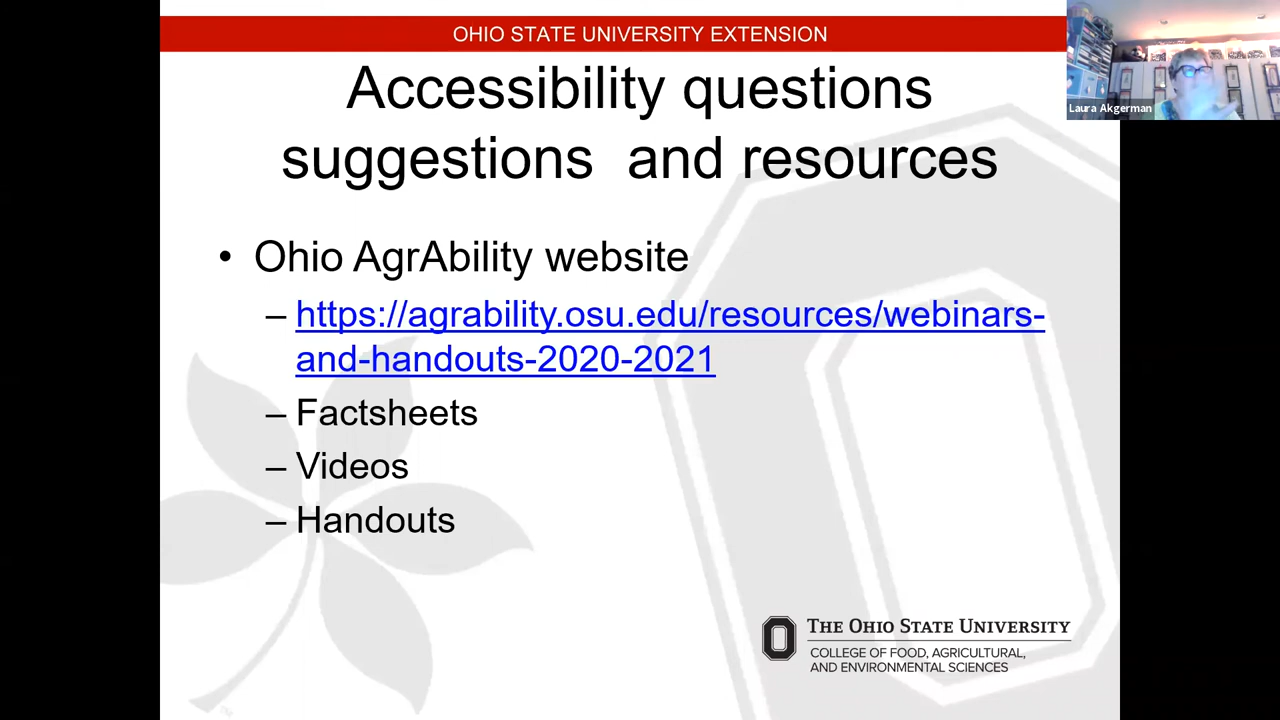 OHIO STATE UNIVERSITY EXTENSION
Laura Akgerman
Accessibility questions
suggestions and resources
• Ohio AgrAbility website
– https://agrability.osu.edu/resources/webinars-
and-handouts-2020-2021
– Factsheets
– Videos
– Handouts
THE OHIO STATE UNIVERSITY
COLLEGE OF FOOD, AGRICULTURAL,
AND ENVIRONMENTAL SCIENCES